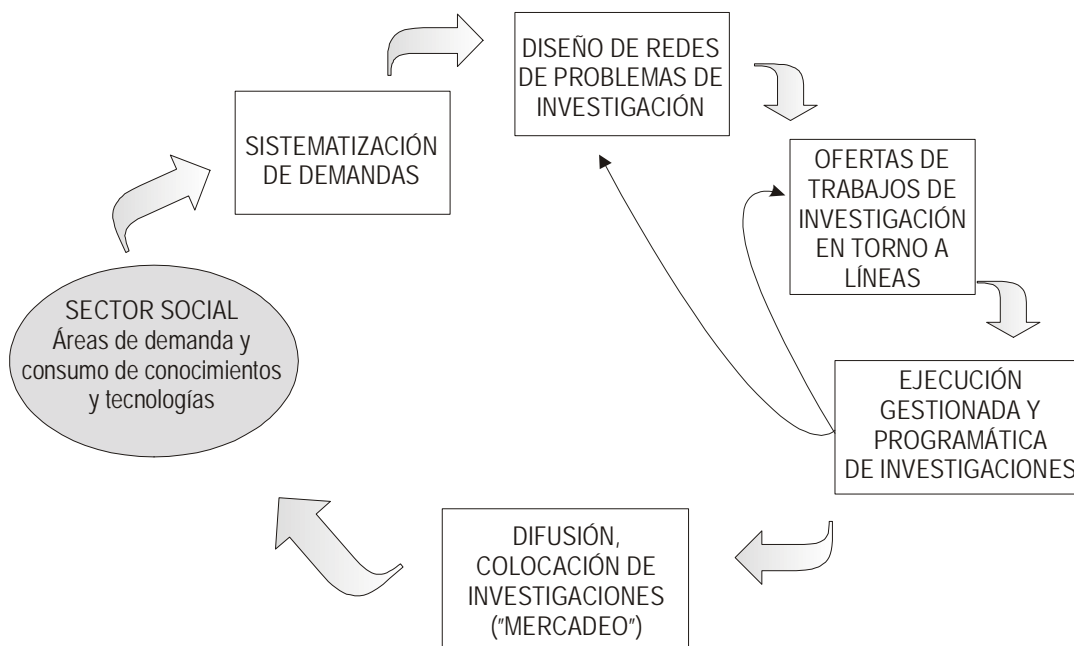 DISEÑO DE REDES
DE PROBLEMAS DE
INVESTIGACIÓN
SISTEMATIZACIÓN
DE DEMANDAS
OFERTAS DE
TRABAJOS DE
INVESTIGACIÓN
EN TORNO A
LÍNEAS
SECTOR SOCIAL
Áreas de demanda y
consumo de conocimientos
y tecnologías
EJECUCIÓN
GESTIONADA Y
PROGRAMÁTICA
DE INVESTIGACIONES
DIFUSIÓN,
COLOCACIÓN DE
INVESTIGACIONES
("MERCADEO")